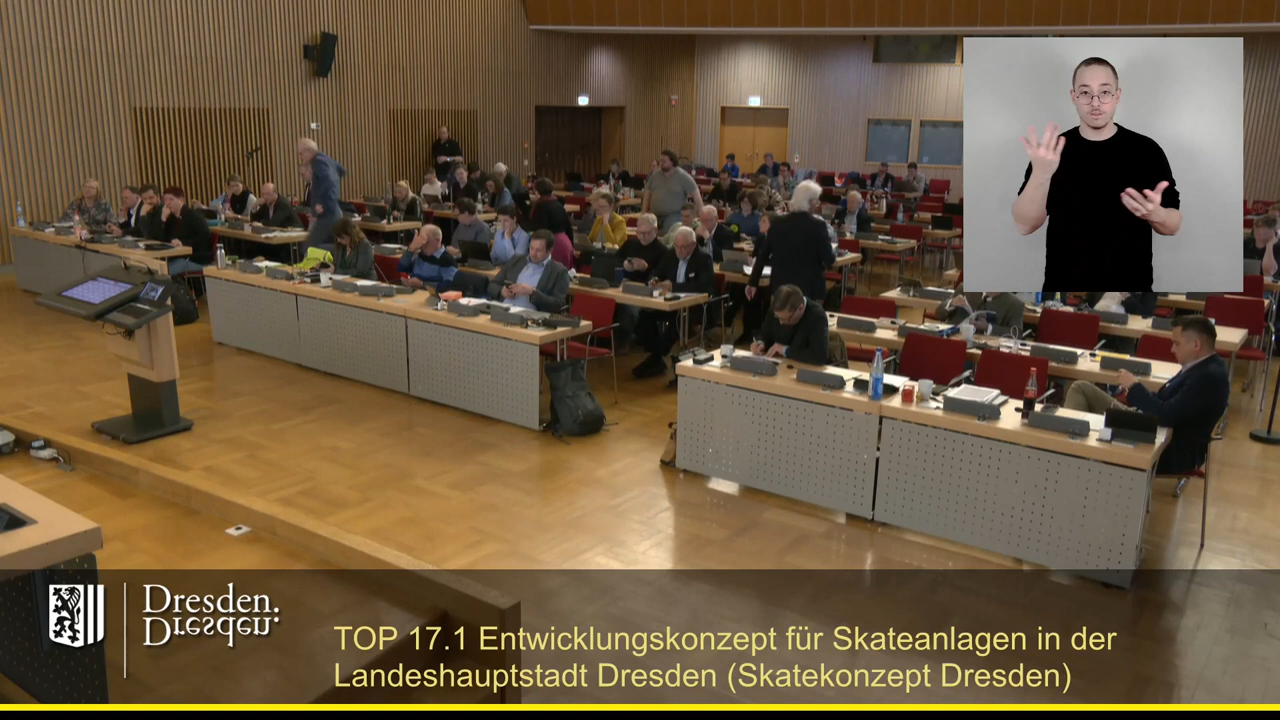 Dresden.
Dresden.
TOP 17.1 Entwicklungskonzept für Skateanlagen in der
Landeshauptstadt Dresden (Skatekonzept Dresden)